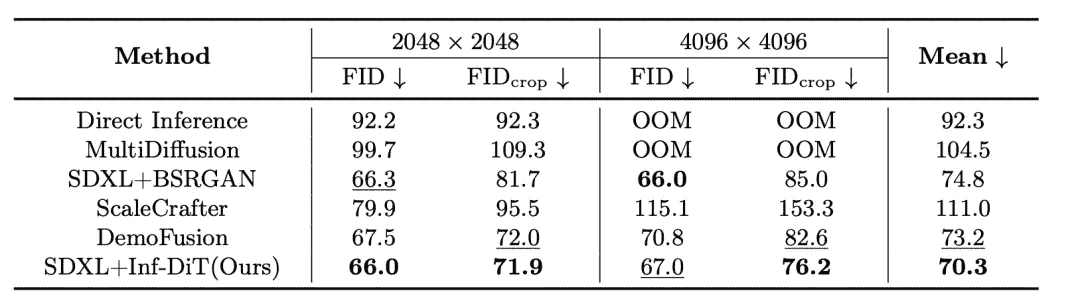 Method 2048 × 2048 4096 × 4096 Mean ↓
FID ↓ FIDcrop ↓ FID ↓ FIDcrop ↓
Direct Inference 92.2 92.3 OOM OOM 92.3
MultiDiffusion 99.7 109.3 OOM OOM 104.5
SDXL+BSRGAN 66.3 81.7 66.0 85.0 74.8
ScaleCrafter 79.9 95.5 115.1 153.3 111.0
DemoFusion 67.5 72.0 70.8 82.6 73.2
SDXL+Inf-DiT(Ours) 66.0 71.9 67.0 76.2 70.3